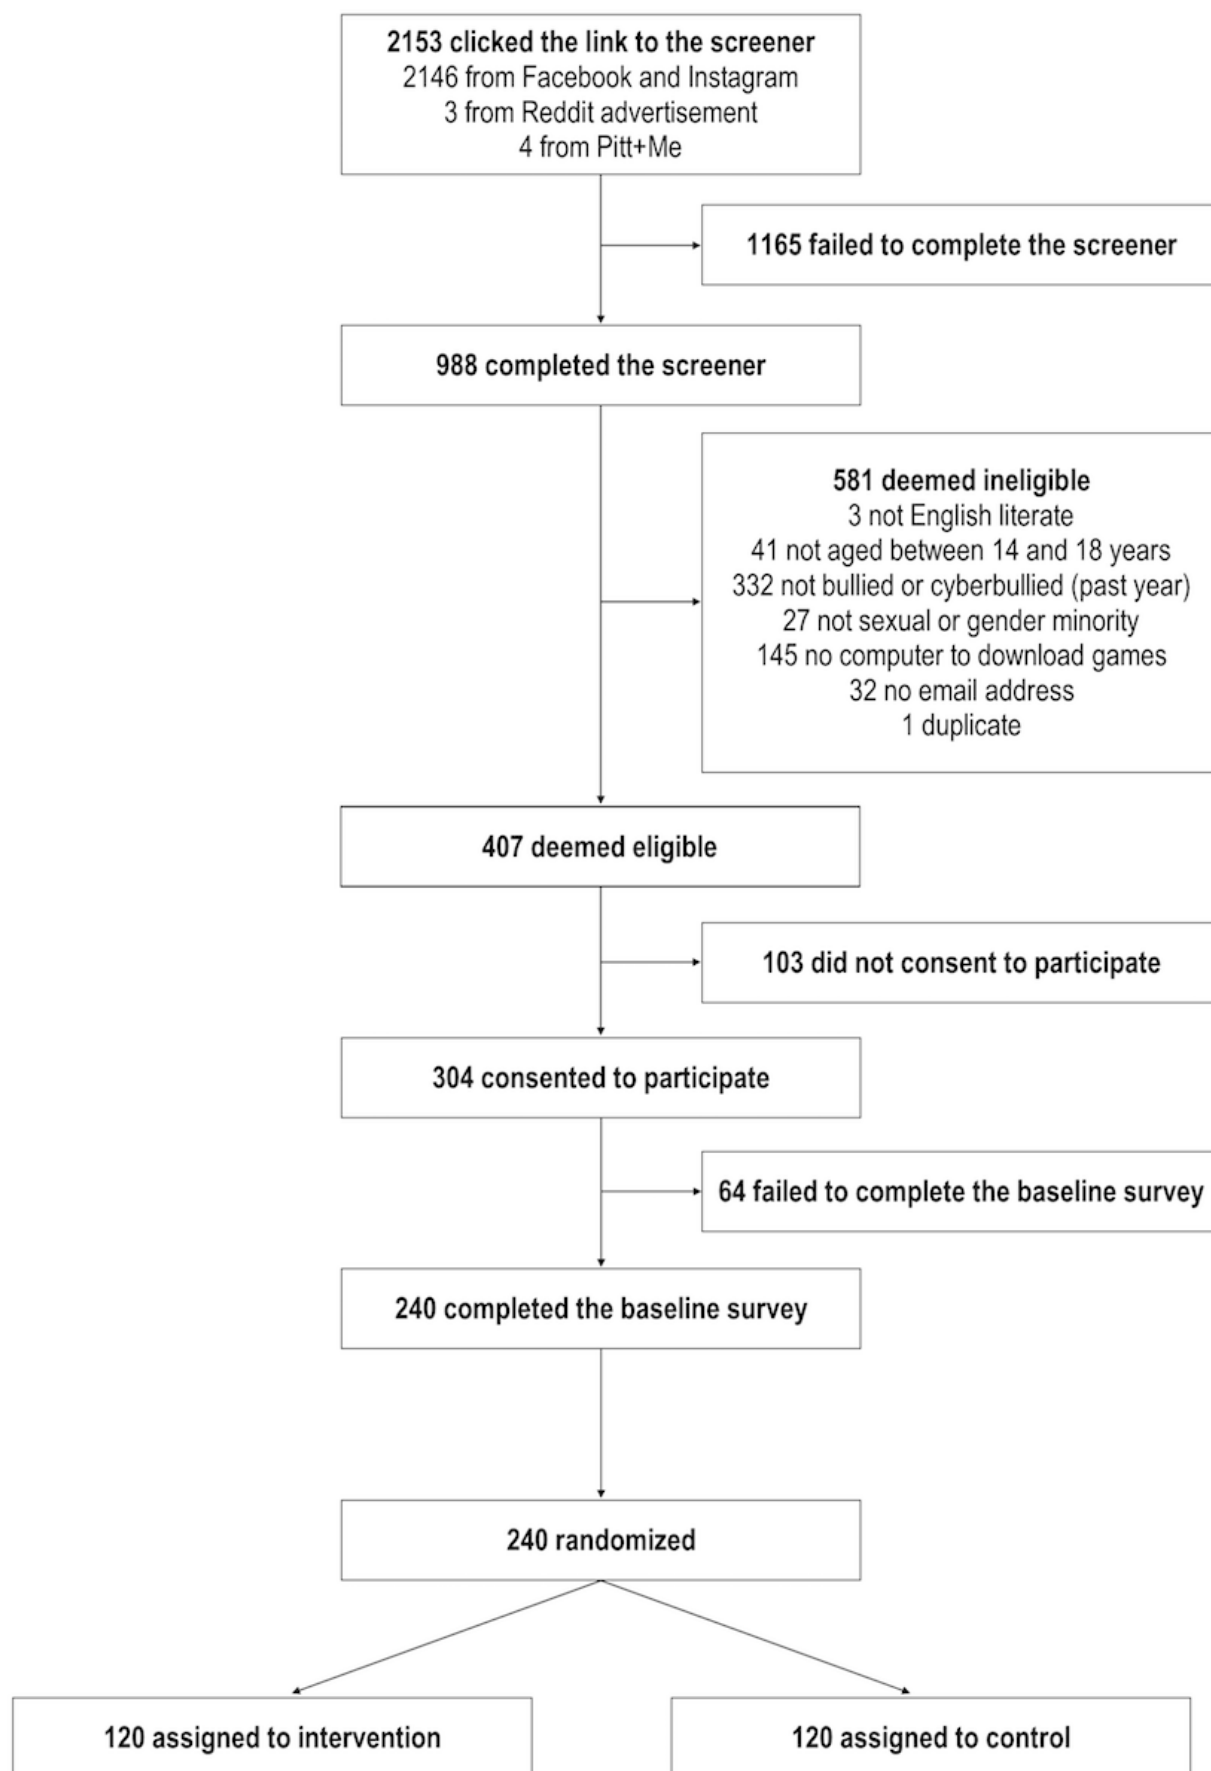 2153 clicked the link to the screener
2146 from Facebook and Instagram
3 from Reddit advertisement
4 from Pitt+Me
1165 failed to complete the screener
988 completed the screener
581 deemed ineligible
3 not English literate
41 not aged between 14 and 18 years
332 not bullied or cyberbullied (past year)
27 not sexual or gender minority
145 no computer to download games
32 no email address
1 duplicate
407 deemed eligible
103 did not consent to participate
304 consented to participate
64 failed to complete the baseline survey
240 completed the baseline survey
240 randomized
120 assigned to intervention
120 assigned to control